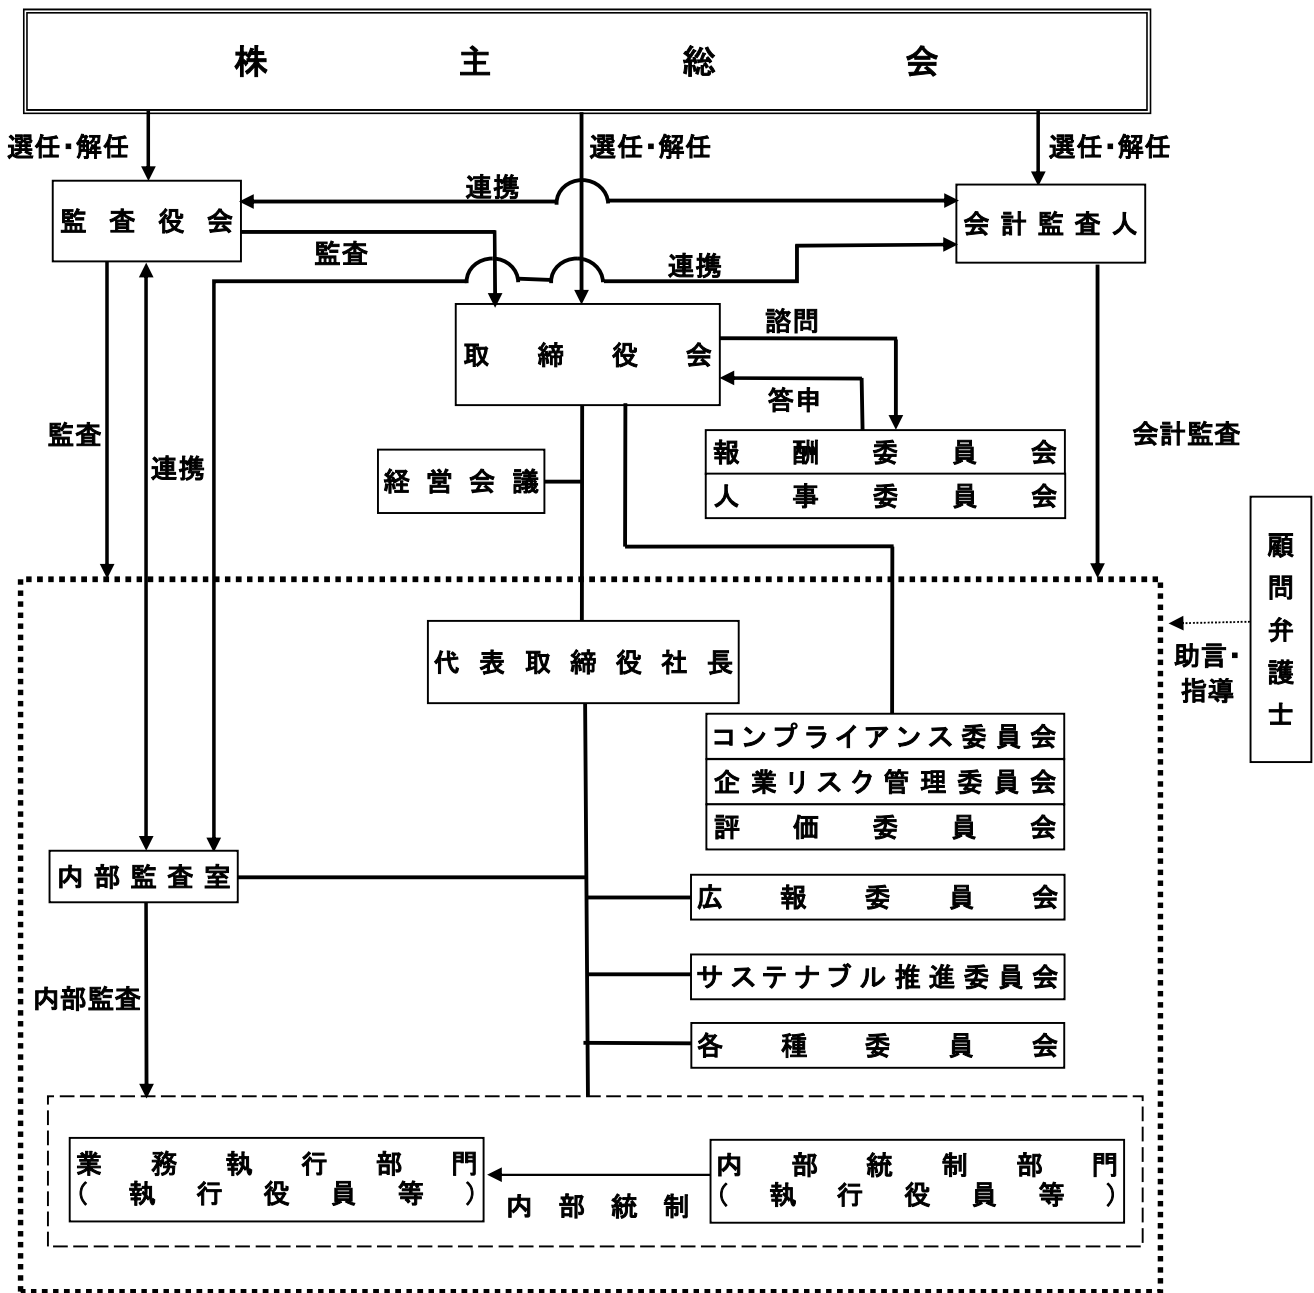 株主総会
選任・解任
選任・解任
選任・解任
連携
監査役会
会計監査人
監査
連携
諮問
取締役会
答申
監査
連携
会計監査
報酬委員会
人事委員会
経営会議
顧問弁護士
助言・
指導
代表取締役社長
コンプライアンス委員会
企業リスク管理委員会
評価委員会
内部監査室
広報委員会
サステナブル推進委員会
内部監査
各種委員会
業務執行部門
(執行役員等)
内部統制
内部統制部門
(執行役員等)